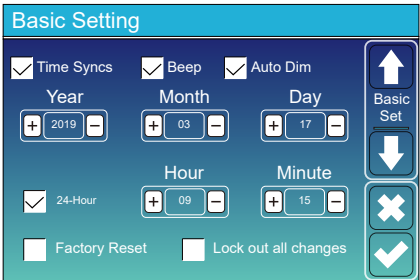 Basic Setting
Time Syncs Beep Auto Dim
Year Month Day
+ 2019 − + 03 − + 17 −
Basic
Set
Hour Minute
24-Hour + 09 − + 15 −
Factory Reset Lock out all changes